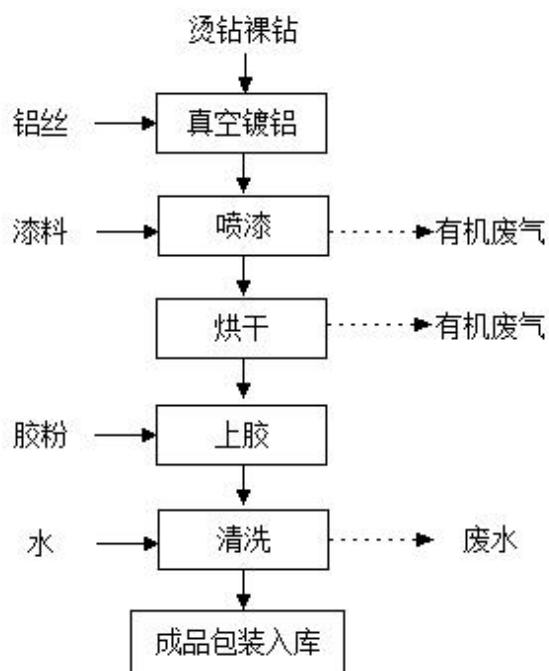 烫钻裸钻
铝丝
真空镀铝
漆料
喷漆
有机废气
烘干
有机废气
胶粉
上胶
水
清洗
废水
成品包装入库